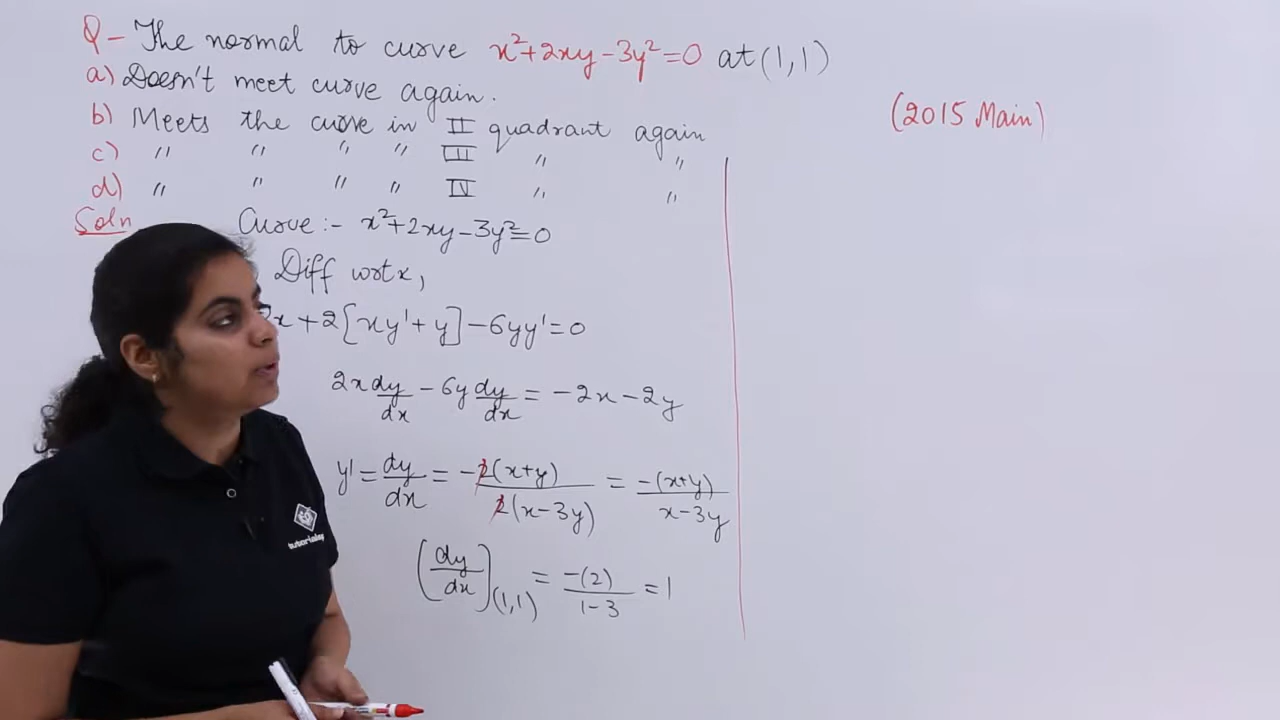 Q- The normal to curve x²+2xy-3y²=0 at (1,1)
a) Doesn't meet curve again.
(2015 Main)
b) Meets the curve in II quadrant again
c) " " " " III " "
d) " " " " IV " "
Soln
Curve :- x²+2xy-3y²=0
Diff wrt x,
2x+2[xy'+y]-6yy'=0
2x dy/dx - 6y dy/dx = -2x-2y
y' = dy/dx = -2(x+y)/2(x-3y) = -(x+y)/x-3y
(dy/dx)(1,1) = -(2)/1-3 = 1